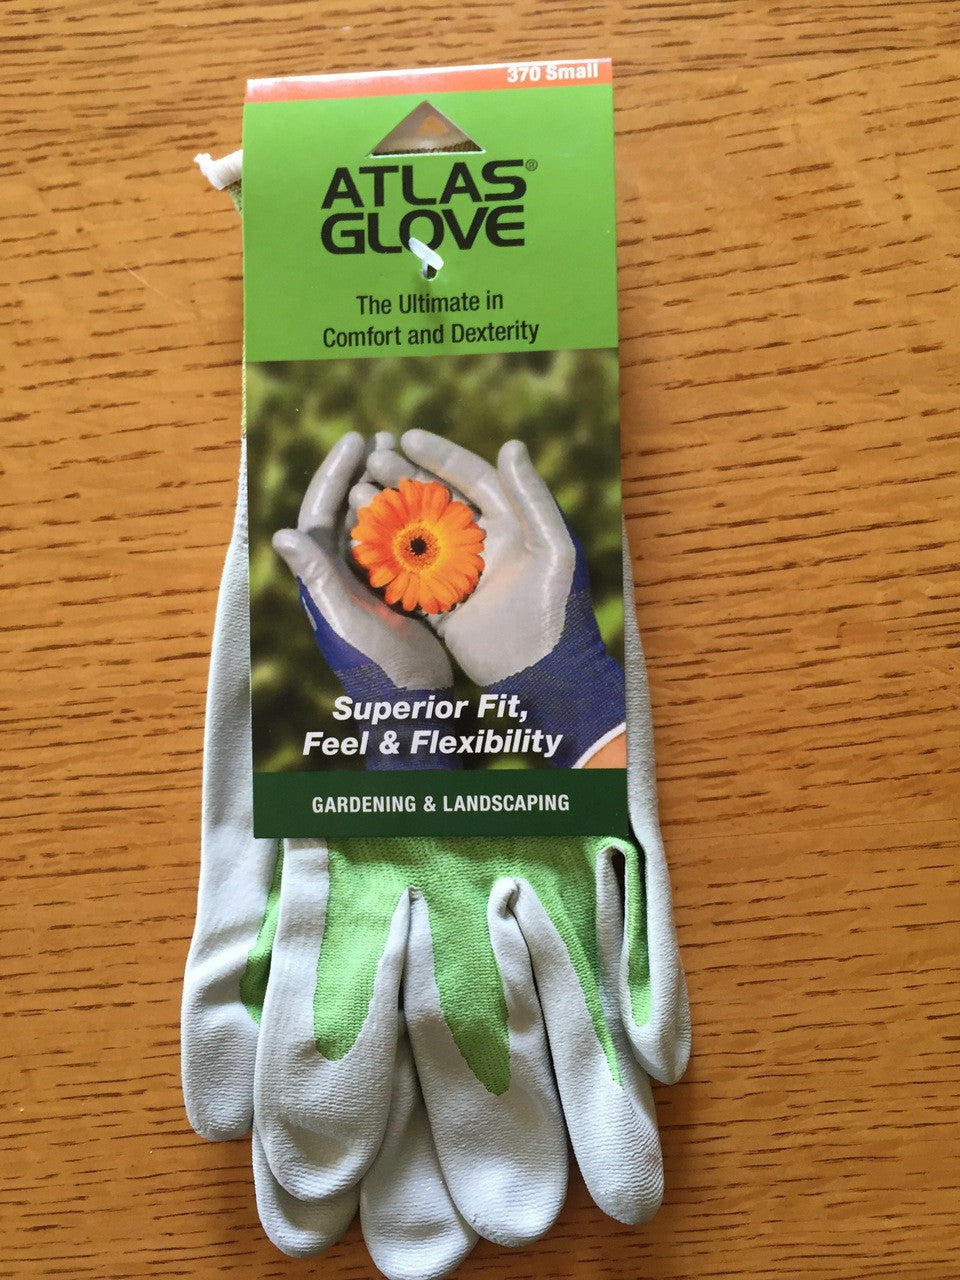 370 Small
ATLAS®
GLOVE
The Ultimate in
Comfort and Dexterity
Superior Fit,
Feel & Flexibility
GARDENING & LANDSCAPING